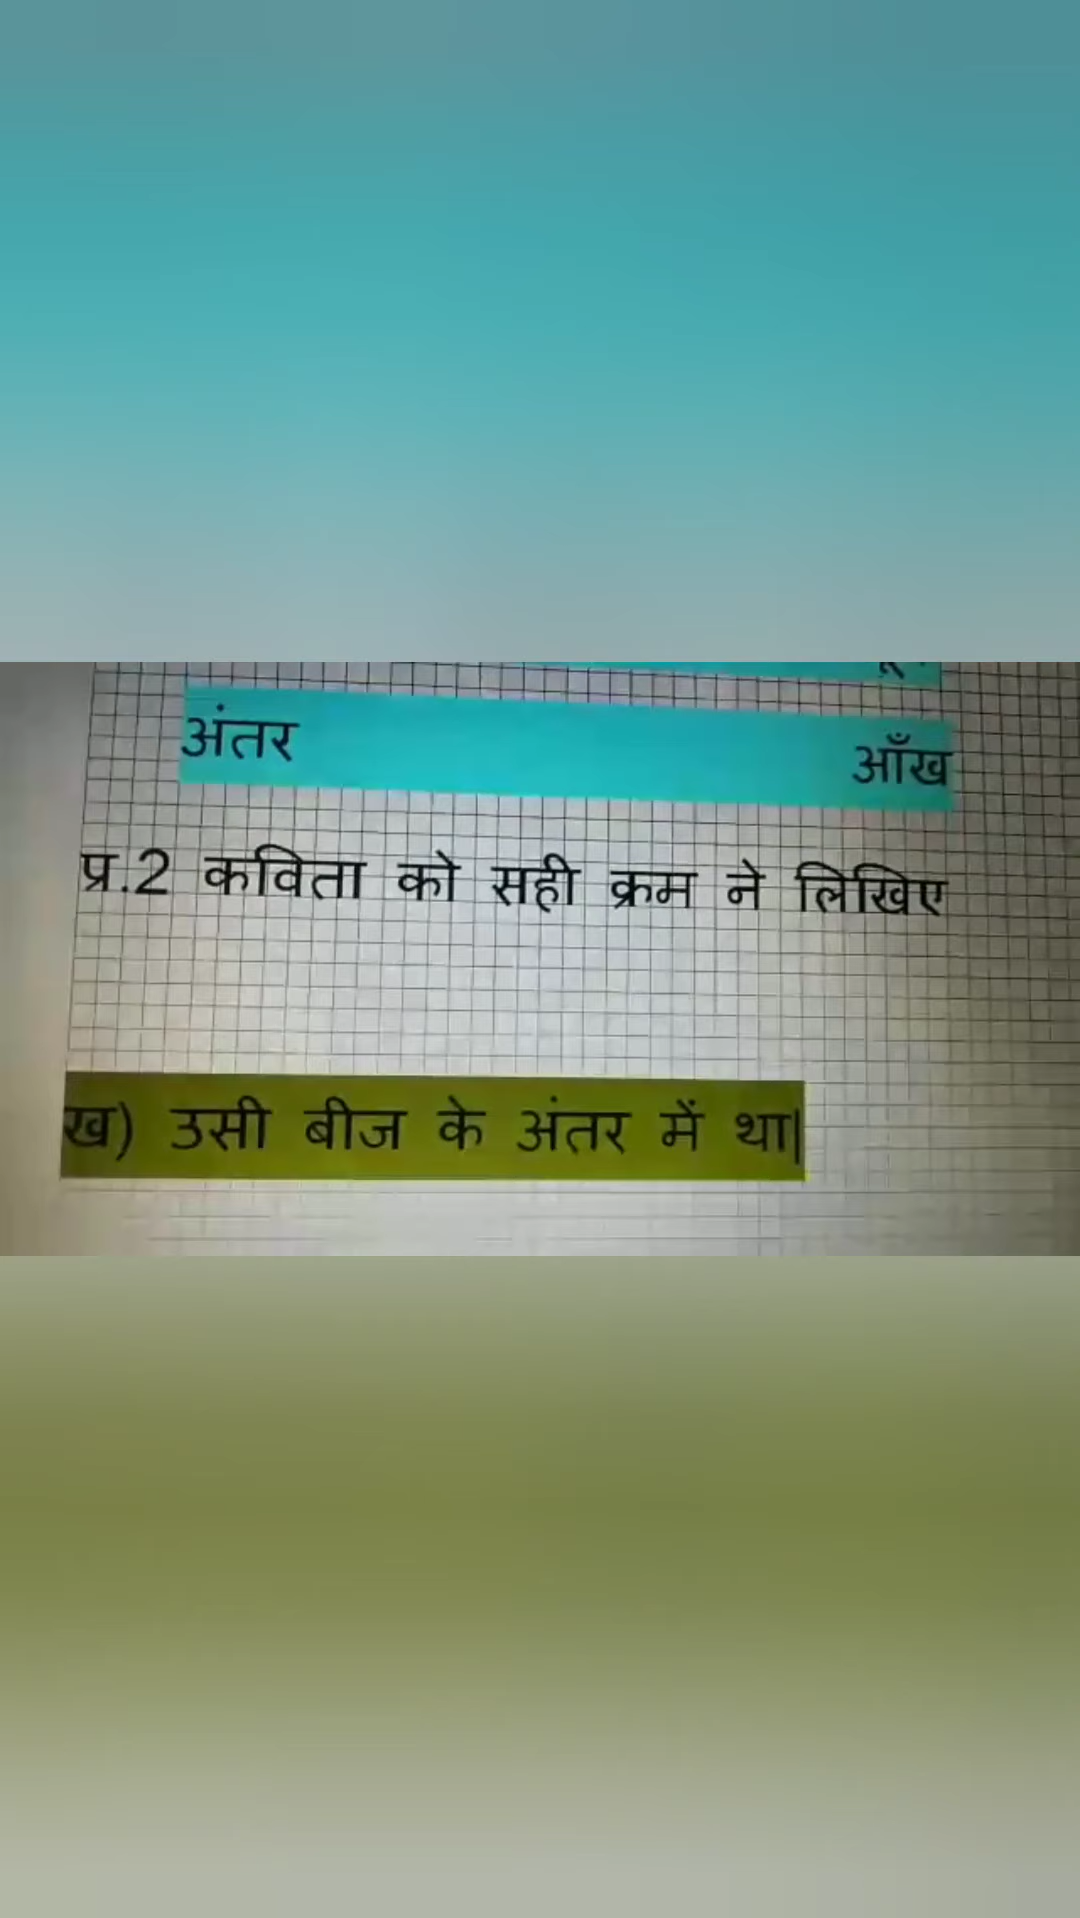 अंतर आँख
प्र.2 कविता को सही क्रम ने लिखिए
ख) उसी बीज के अंतर में था|